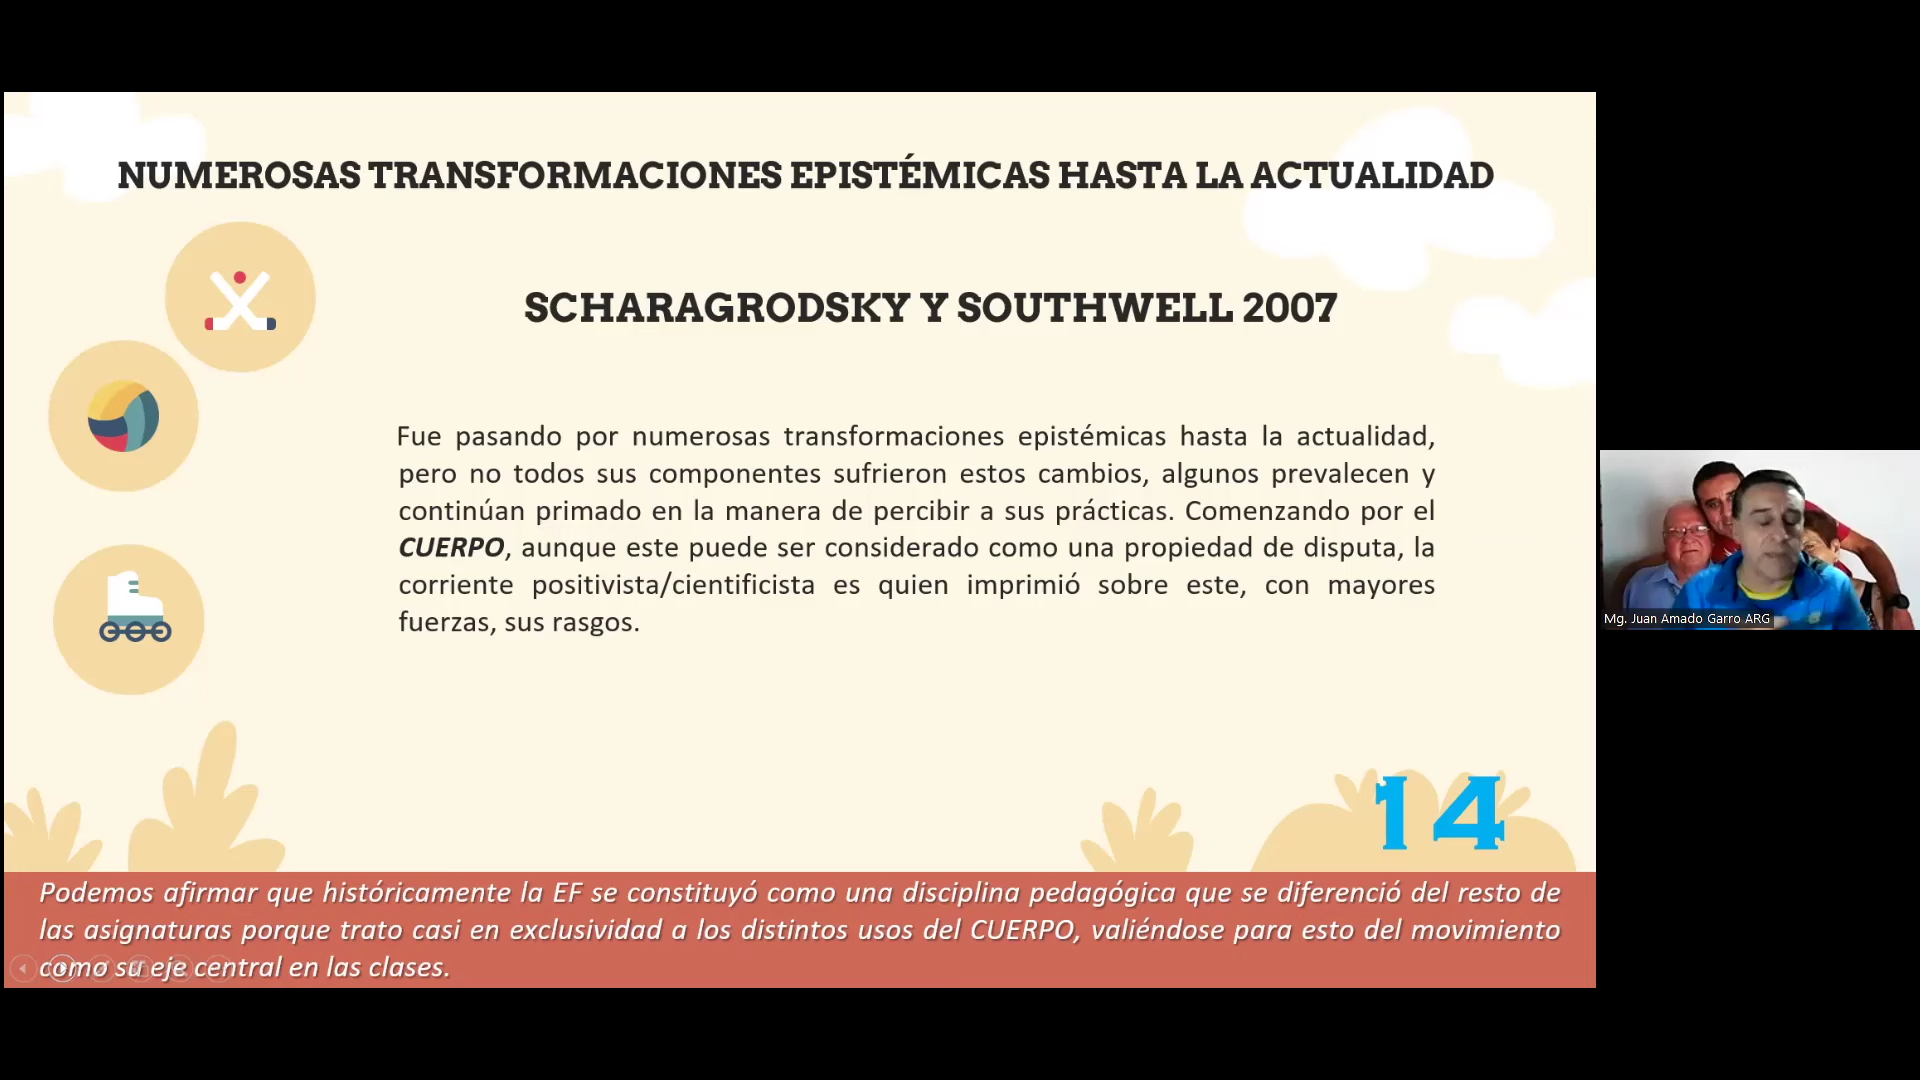 NUMEROSAS TRANSFORMACIONES EPISTÉMICAS HASTA LA ACTUALIDAD
SCHARAGRODSKY Y SOUTHWELL 2007
Fue pasando por numerosas transformaciones epistémicas hasta la actualidad,
pero no todos sus componentes sufrieron estos cambios, algunos prevalecen y
continúan primado en la manera de percibir a sus prácticas. Comenzando por el
CUERPO, aunque este puede ser considerado como una propiedad de disputa, la
corriente positivista/cientificista es quien imprimió sobre este, con mayores
fuerzas, sus rasgos.
14
Podemos afirmar que históricamente la EF se constituyó como una disciplina pedagógica que se diferenció del resto de
las asignaturas porque trato casi en exclusividad a los distintos usos del CUERPO, valiéndose para esto del movimiento
como su eje central en las clases.
Mg. Juan Amado Garro ARG